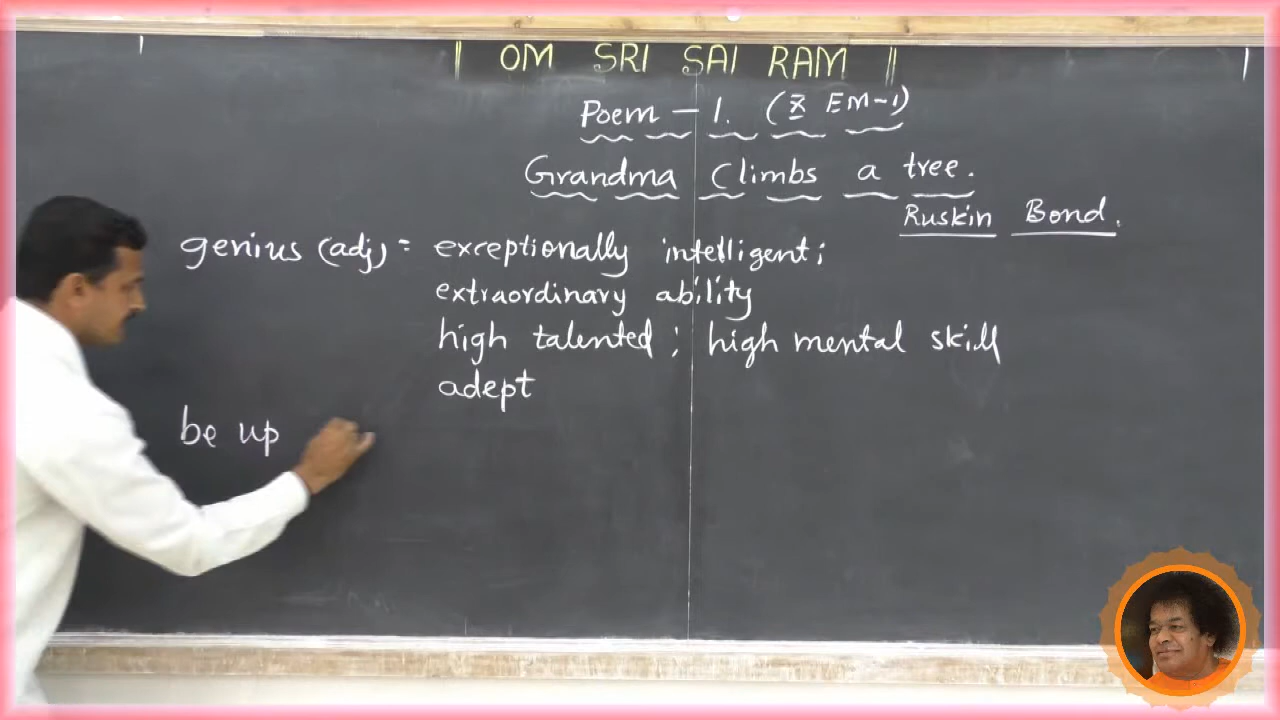 || OM SRI SAI RAM ||
Poem – 1. (X EM-1)
Grandma Climbs a tree.
Ruskin Bond.
genius (adj) = exceptionally intelligent;
extraordinary ability
high talented; high mental skill
adept
be up